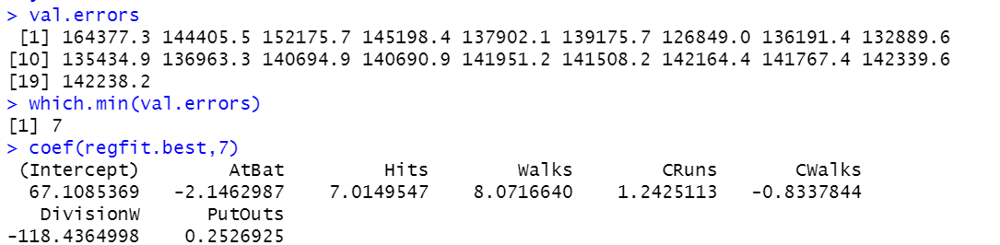 > val.errors
[1] 164377.3 144405.5 152175.7 145198.4 137902.1 139175.7 126849.0 136191.4 132889.6
[10] 135434.9 136963.3 140694.9 140690.9 141951.2 141508.2 142164.4 141767.4 142339.6
[19] 142238.2
> which.min(val.errors)
[1] 7
> coef(regfit.best,7)
(Intercept) AtBat Hits Walks CRuns CWalks
67.1085369 -2.1462987 7.0149547 8.0716640 1.2425113 -0.8337844
DivisionW PutOuts
-118.4364998 0.2526925